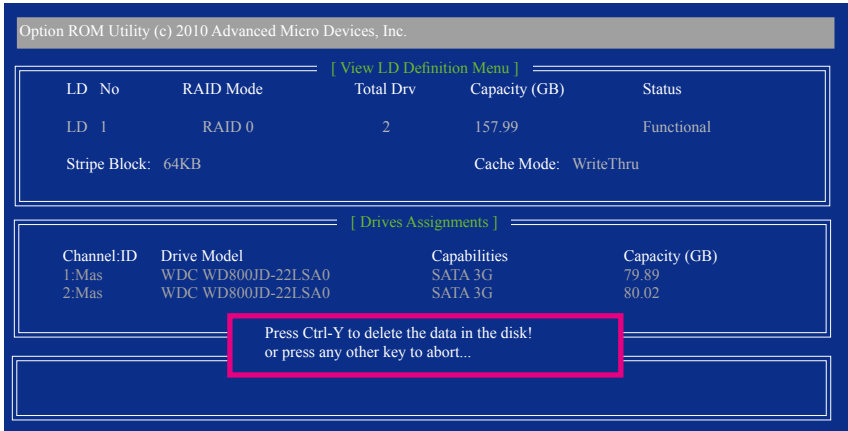 Option ROM Utility (c) 2010 Advanced Micro Devices, Inc.
[ View LD Definition Menu ]
LD No RAID Mode Total Drv Capacity (GB) Status
LD 1 RAID 0 2 157.99 Functional
Stripe Block: 64KB Cache Mode: WriteThru
[ Drives Assignments ]
Channel:ID Drive Model Capabilities Capacity (GB)
1:Mas WDC WD800JD-22LSA0 SATA 3G 79.89
2:Mas WDC WD800JD-22LSA0 SATA 3G 80.02
Press Ctrl-Y to delete the data in the disk!
or press any other key to abort...